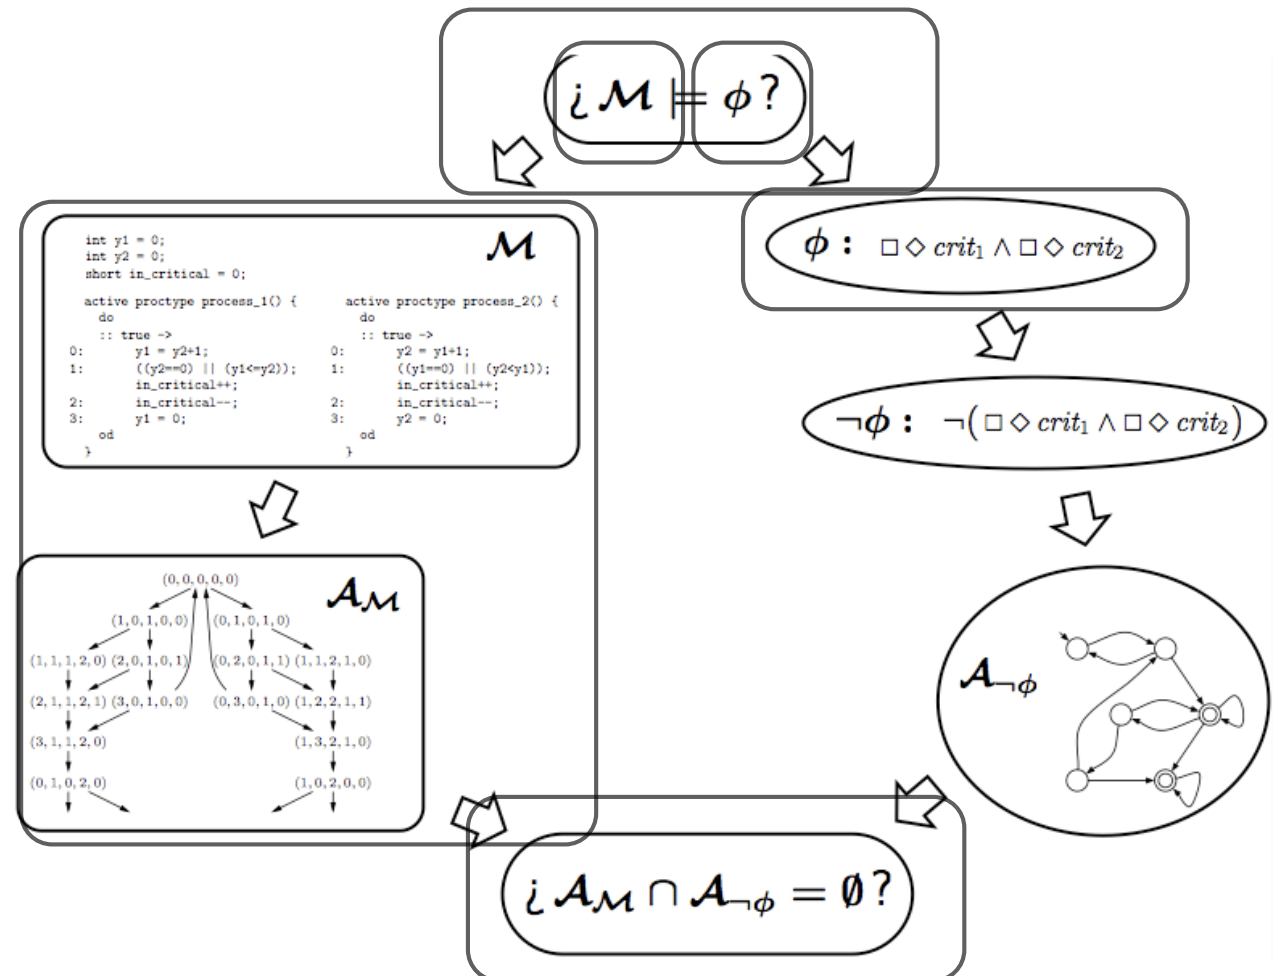 ¿ 𝓜 ⊨ ϕ ?
𝓜
int y1 = 0;
int y2 = 0;
short in_critical = 0;
active proctype process_1() {
do
:: true ->
0: y1 = y2+1;
1: ((y2==0) || (y1<=y2));
in_critical++;
2: in_critical--;
3: y1 = 0;
od
}
active proctype process_2() {
do
:: true ->
0: y2 = y1+1;
1: ((y1==0) || (y2<y1));
in_critical++;
2: in_critical--;
3: y2 = 0;
od
}
ϕ : □ ◇ crit₁ ∧ □ ◇ crit₂
¬ϕ : ¬( □ ◇ crit₁ ∧ □ ◇ crit₂ )
𝓐_𝓜
(0, 0, 0, 0, 0)
(1, 0, 1, 0, 0) (0, 1, 0, 1, 0)
(1, 1, 1, 2, 0) (2, 0, 1, 0, 1) (0, 2, 0, 1, 1) (1, 1, 2, 1, 0)
(2, 1, 1, 2, 1) (3, 0, 1, 0, 0) (0, 3, 0, 1, 0) (1, 2, 2, 1, 1)
(3, 1, 1, 2, 0) (1, 3, 2, 1, 0)
(0, 1, 0, 2, 0) (1, 0, 2, 0, 0)
𝓐_¬ϕ
¿ 𝓐_𝓜 ∩ 𝓐_¬ϕ = ∅ ?